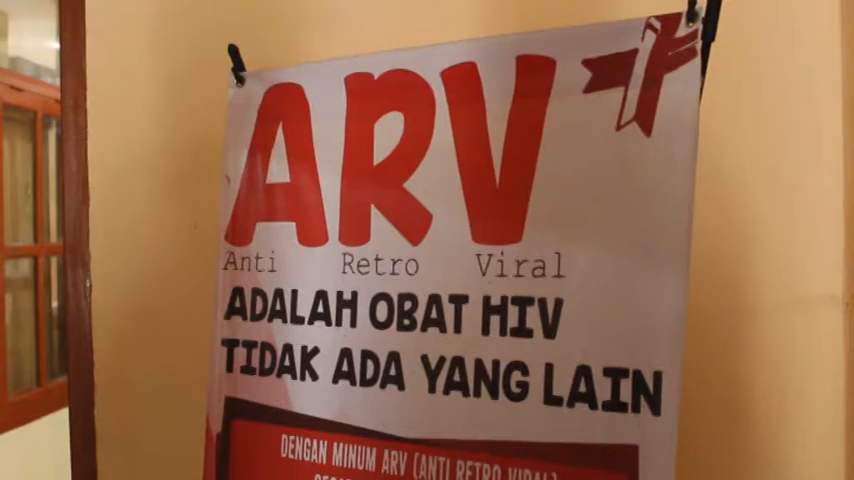 ARV
Anti Retro Viral
ADALAH OBAT HIV
TIDAK ADA YANG LAIN
DENGAN MINUM ARV (ANTI RETRO VIRAL)